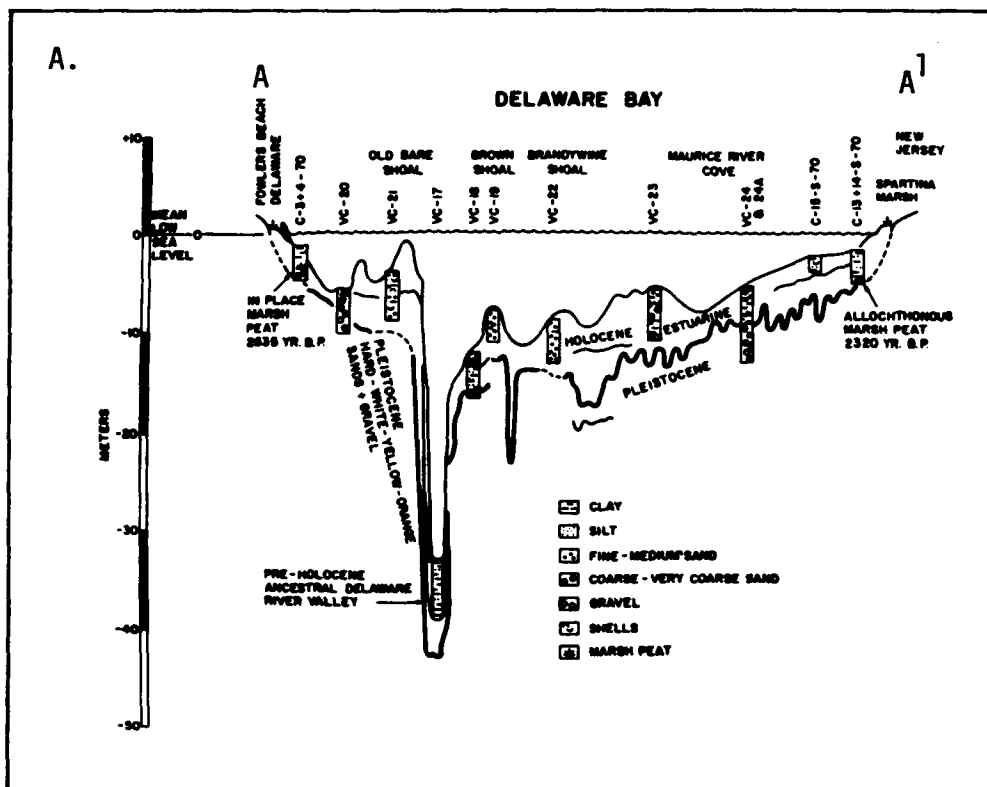 A.
A
A'
DELAWARE BAY
FOWLERS BEACH
DELAWARE
C-3+4-70
VC-20
OLD BARE
SHOAL
VC-21
VC-17
BROWN
SHOAL
VC-18
VC-19
BRANDYWINE
SHOAL
VC-22
MAURICE RIVER
COVE
VC-23
VC-24
& 24A
C-15-S-70
C-13+14-S-70
NEW
JERSEY
SPARTINA
MARSH
+10
0
-10
-20
-30
-40
-50
METERS
MEAN
LOW
SEA
LEVEL
0
IN PLACE
MARSH
PEAT
2635 YR. B.P.
PLEISTOCENE
HARD-WHITE-YELLOW-ORANGE
SANDS + GRAVEL
HOLOCENE
ESTUARINE
PLEISTOCENE
ALLOCHTHONOUS
MARSH PEAT
2320 YR. B.P.
PRE-HOLOCENE
ANCESTRAL DELAWARE
RIVER VALLEY
CLAY
SILT
FINE-MEDIUM SAND
COARSE-VERY COARSE SAND
GRAVEL
SHELLS
MARSH PEAT